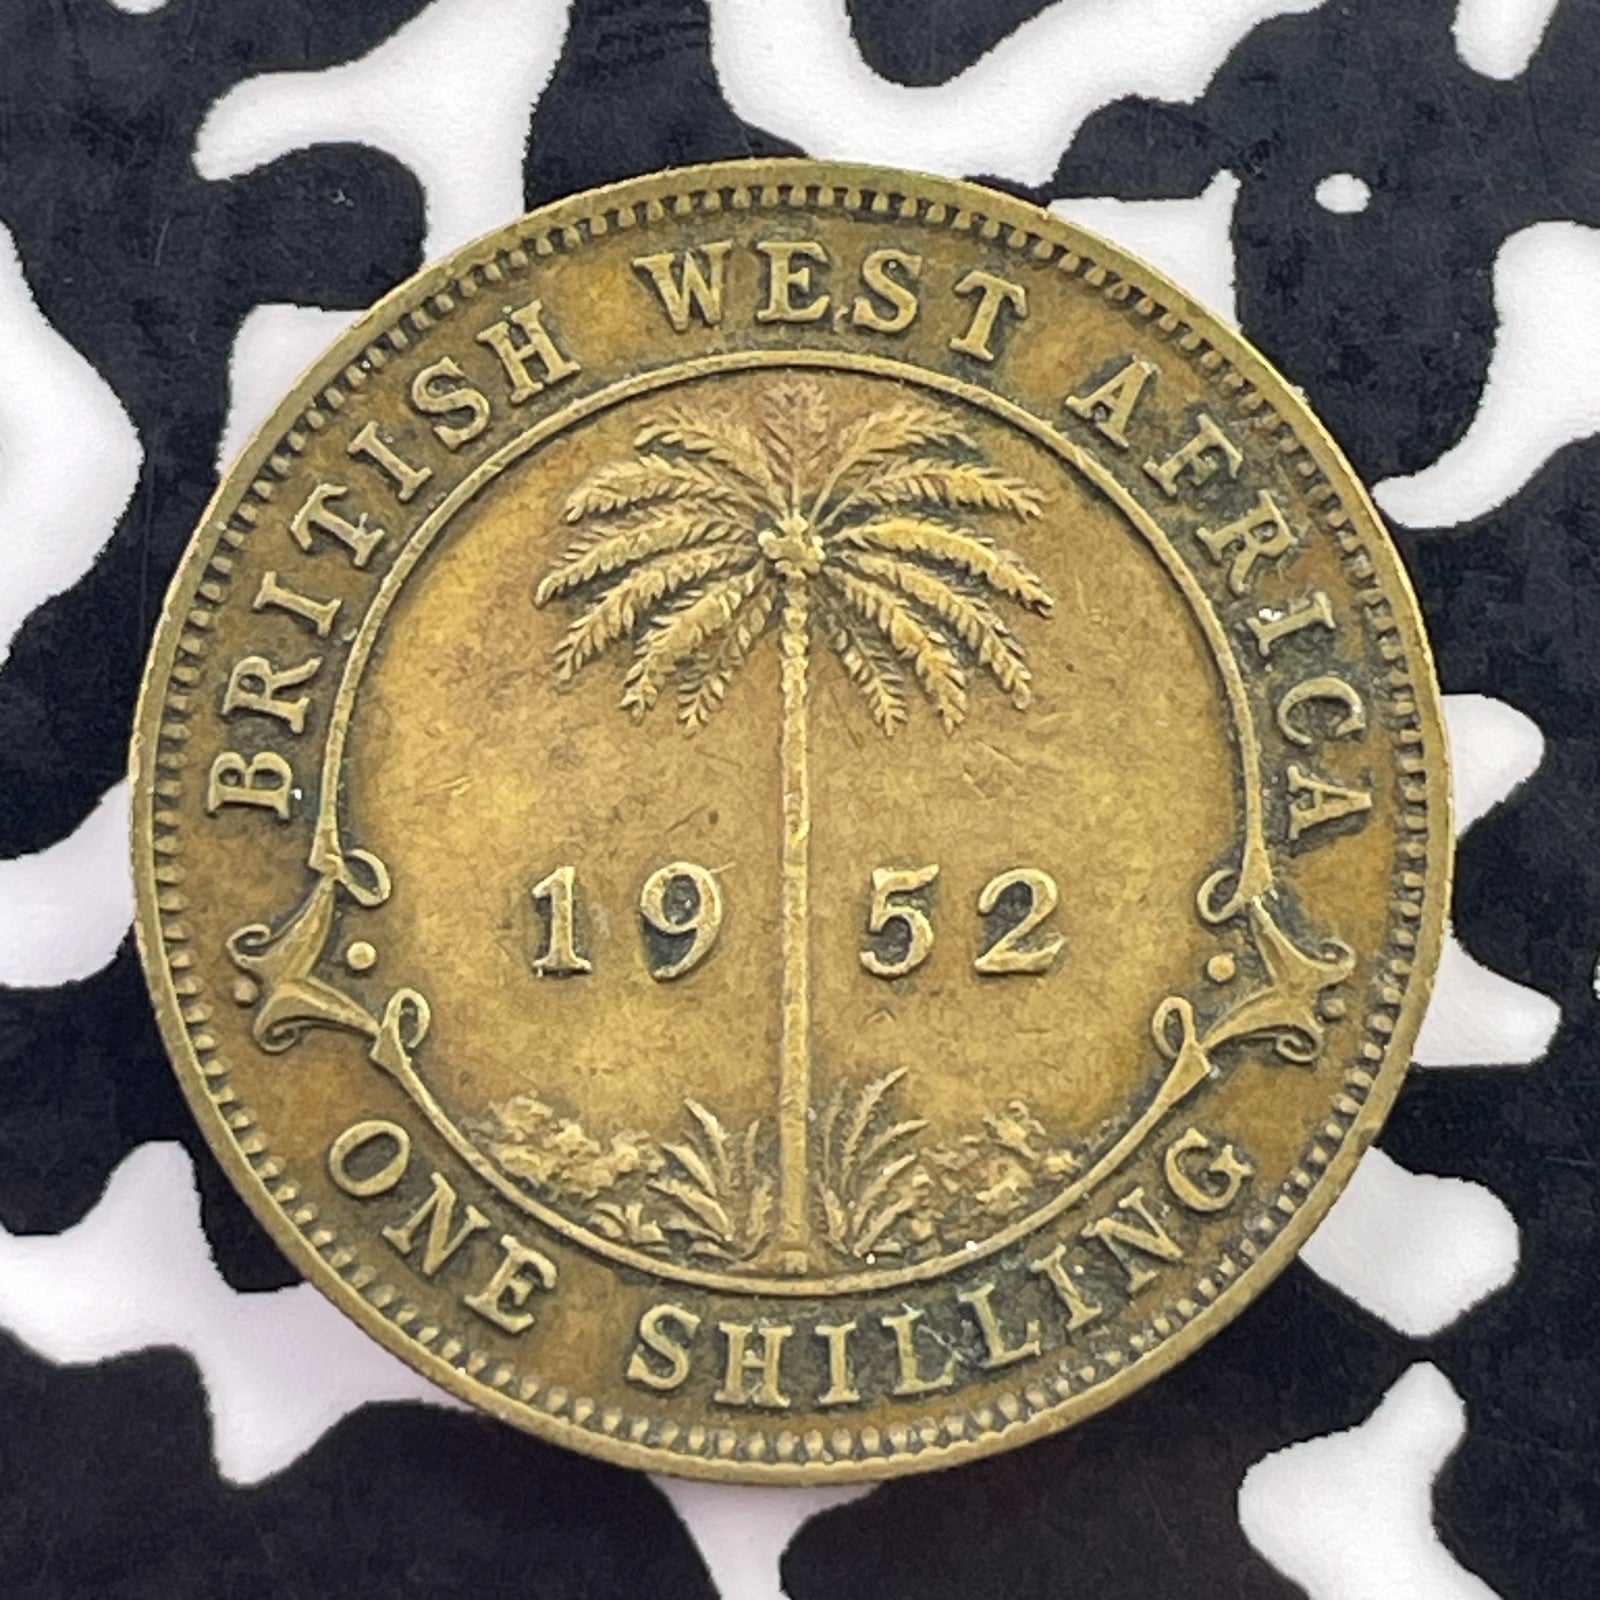 BRITISH WEST AFRICA
1952
ONE SHILLING